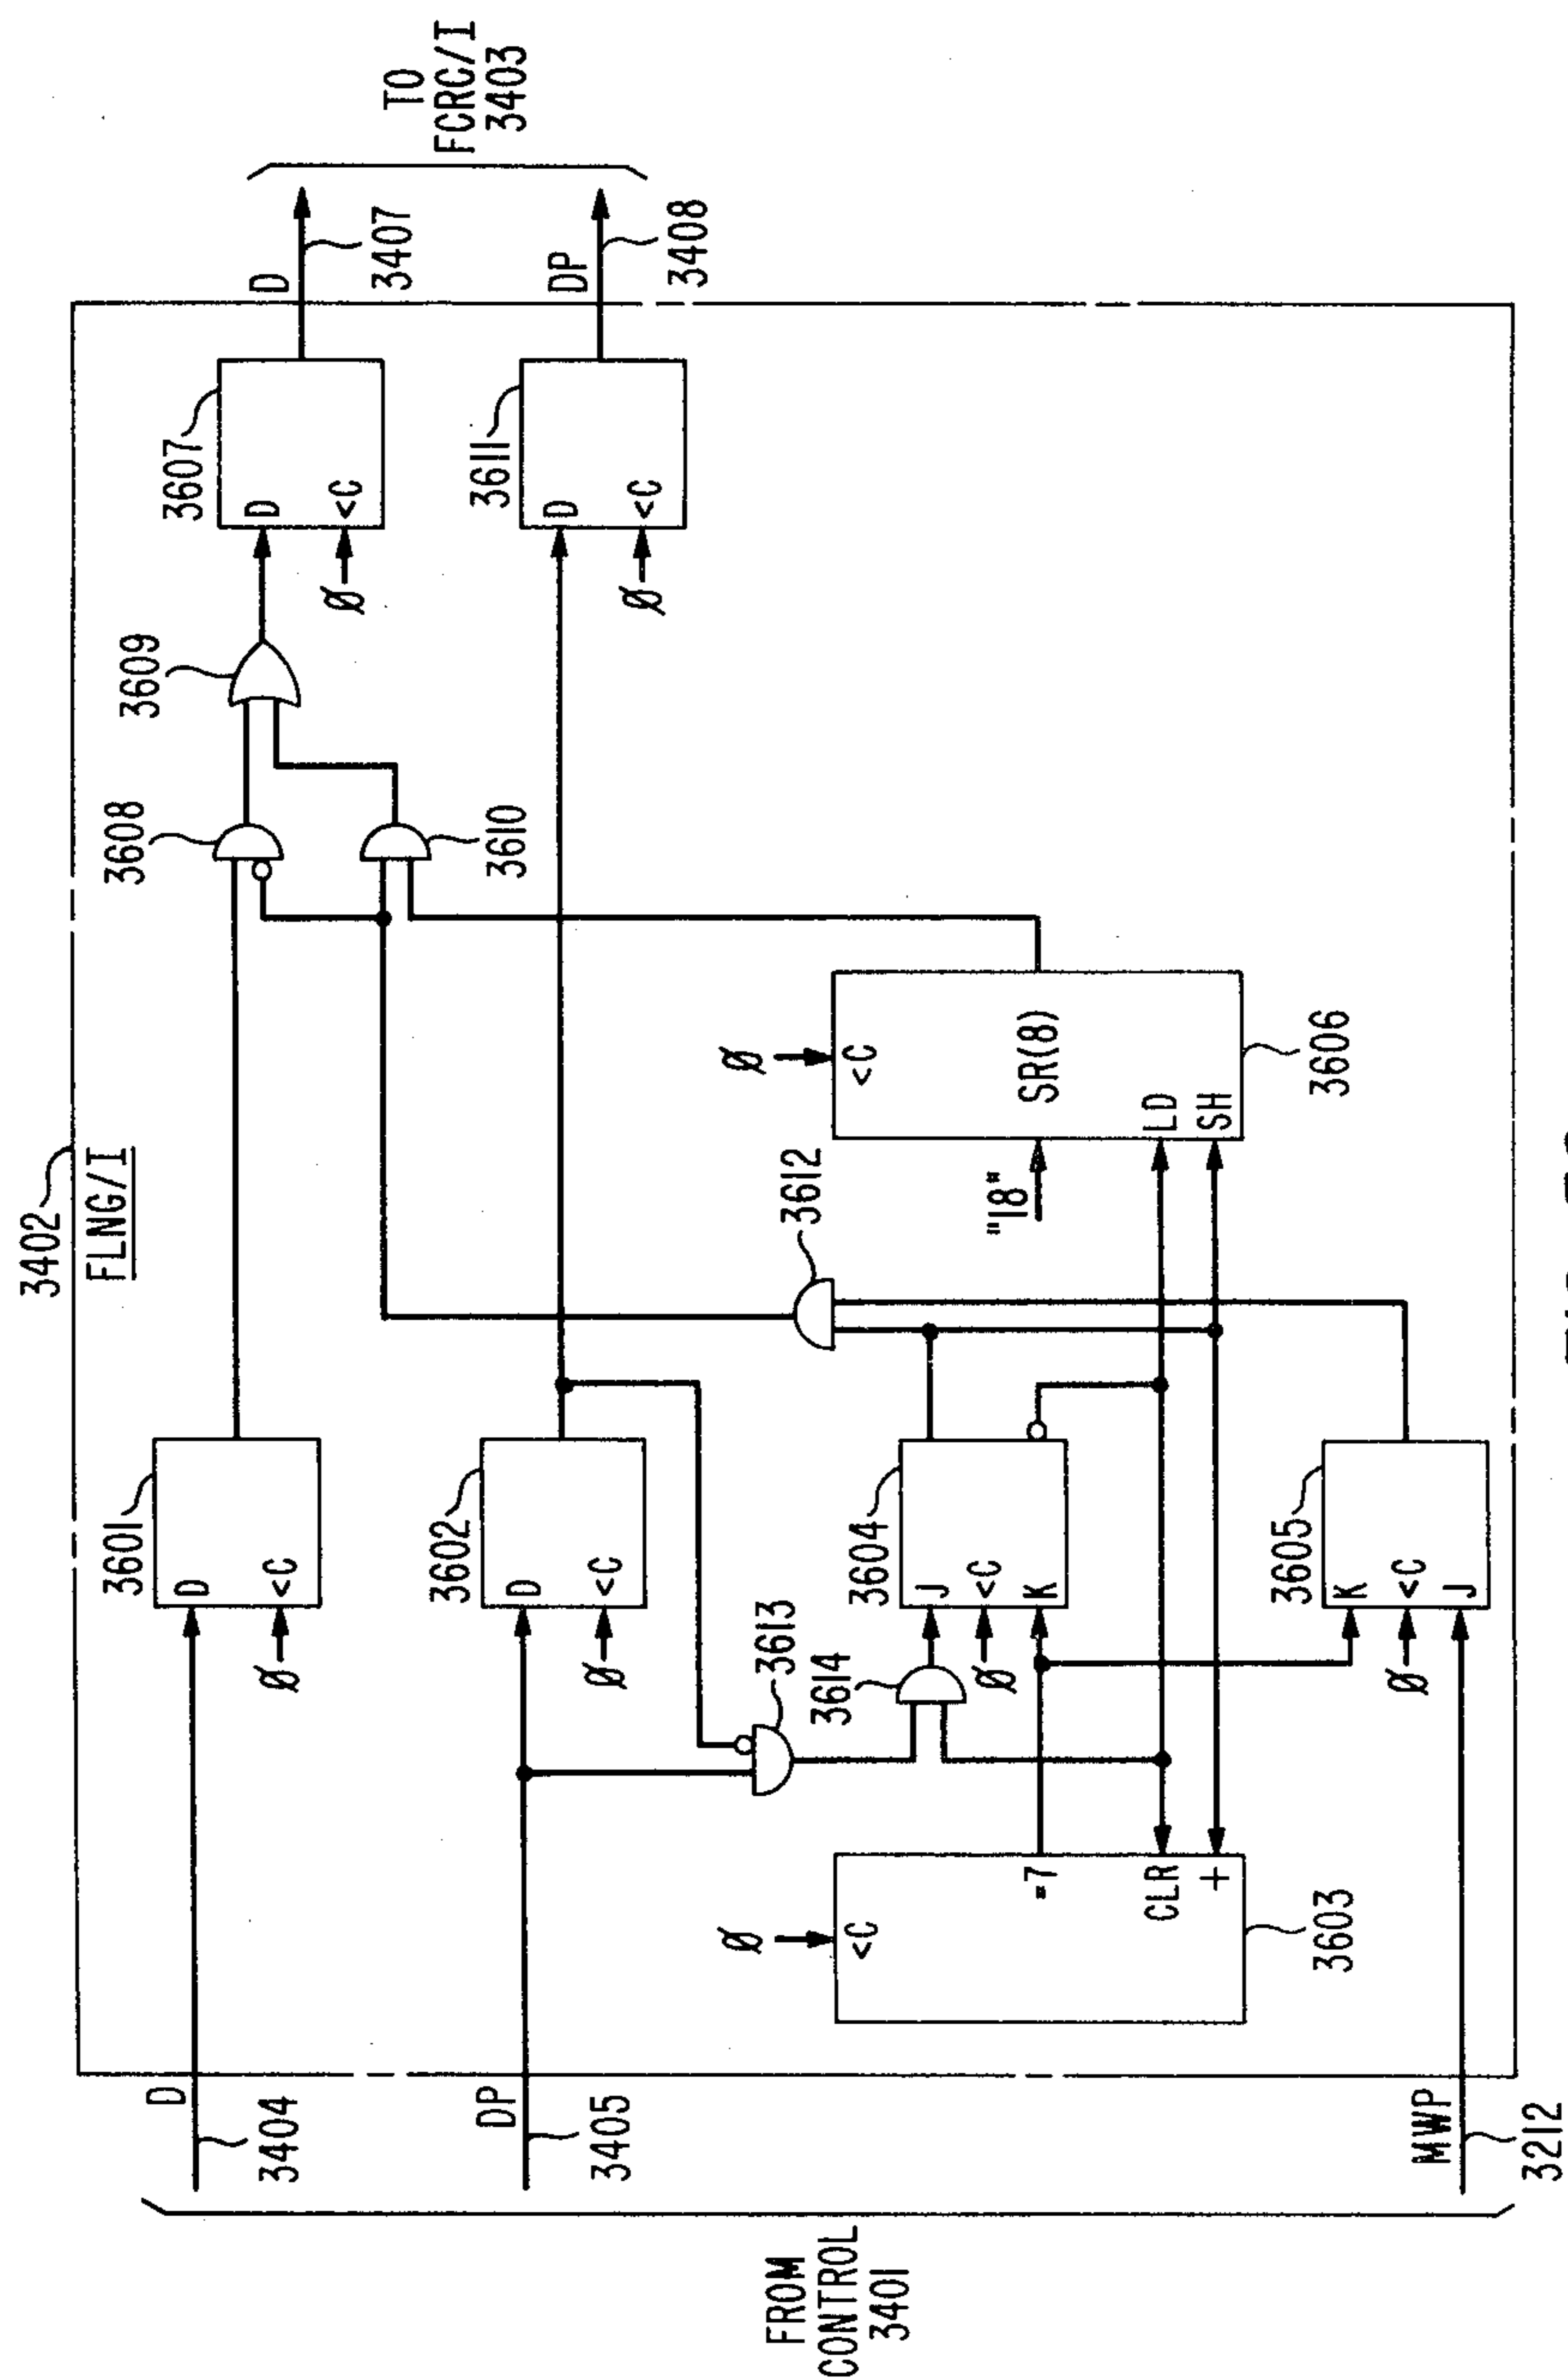 3402
FLNG/I
FROM
CONTROL
3401
D
3404
DP
3405
MWP
3212
3601
D
<C
Ø
3602
D
<C
Ø
3613
3614
3603
<C
Ø
=7
CLR
+
3604
J
<C
K
Ø
3605
K
<C
J
Ø
3612
"18"
3606
<C
Ø
SR(8)
LD
SH
3608
3610
3609
3607
D
<C
Ø
3611
D
<C
Ø
D
3407
DP
3408
TO
FCRC/I
3403